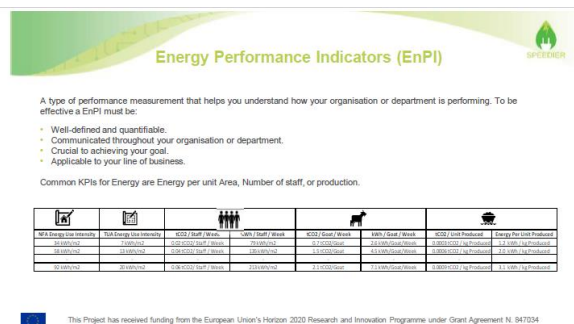 Energy Performance Indicators (EnPI)
SPEEDIER
A type of performance measurement that helps you understand how your organisation or department is performing. To be
effective a EnPI must be:
Well-defined and quantifiable.
Communicated throughout your organisation or department.
Crucial to achieving your goal.
Applicable to your line of business.
Common KPIs for Energy are Energy per unit Area, Number of staff, or production.
NFA Energy Use Intensity TUA Energy Use Intensity tCO2 / Staff / Week kWh / Staff / Week tCO2 / Goat / Week kWh / Goat / Week tCO2 / Unit Produced Energy Per Unit Produced
34 kWh/m2 7 kWh/m2 0.02 tCO2/ Staff / Week 79 kWh/m2 0.7 tCO2/Goat 2.6 kWh/Goat/Week 0.0003 tCO2 / kg Produced 1.2 kWh / kg Produced
58 kWh/m2 13 kWh/m2 0.04 tCO2/ Staff / Week 1.5 tCO2/Goat 4.5 kWh/Goat/Week 0.0006 tCO2 / kg Produced 2.0 kWh / kg Produced
92 kWh/m2 20 kWh/m2 0.06 tCO2/ Staff / Week 213 kWh/m2 2.1 tCO2/Goat 7.1 kWh/Goat/Week 0.0009 tCO2 / kg Produced 3.1 kWh / kg Produced
This Project has received funding from the European Union's Horizon 2020 Research and Innovation Programme under Grant Agreement N. 847034